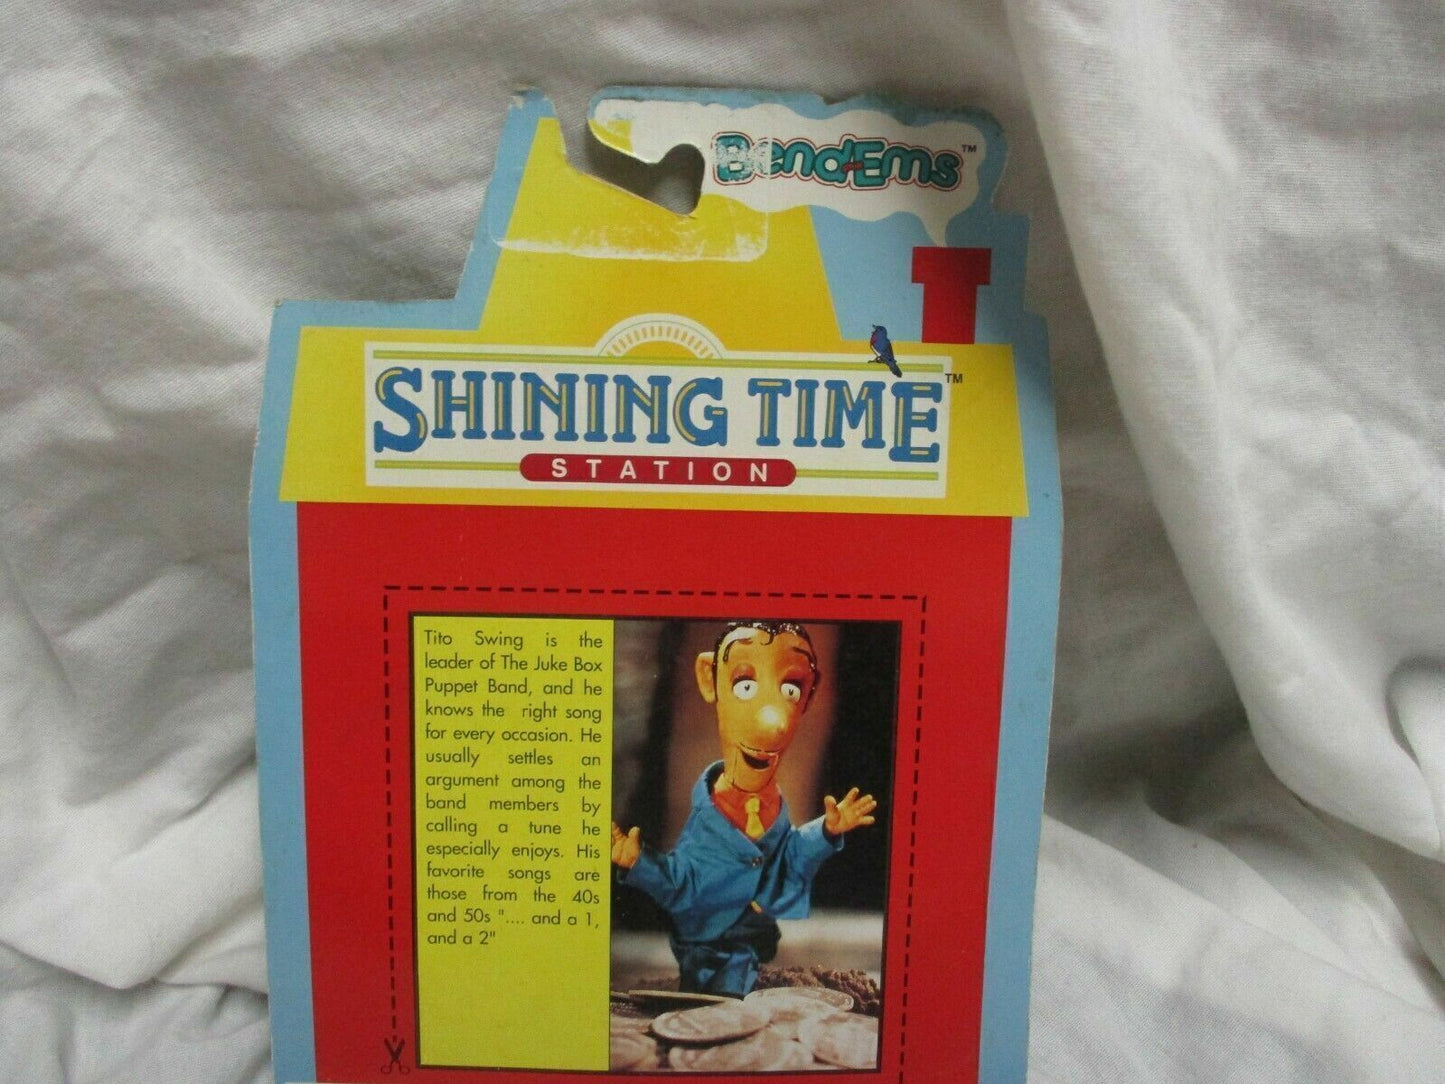 Bend-Ems™
SHINING TIME™
STATION
Tito Swing is the
leader of The Juke Box
Puppet Band, and he
knows the right song
for every occasion. He
usually settles an
argument among the
band members by
calling a tune he
especially enjoys. His
favorite songs are
those from the 40s
and 50s ".... and a 1,
and a 2"